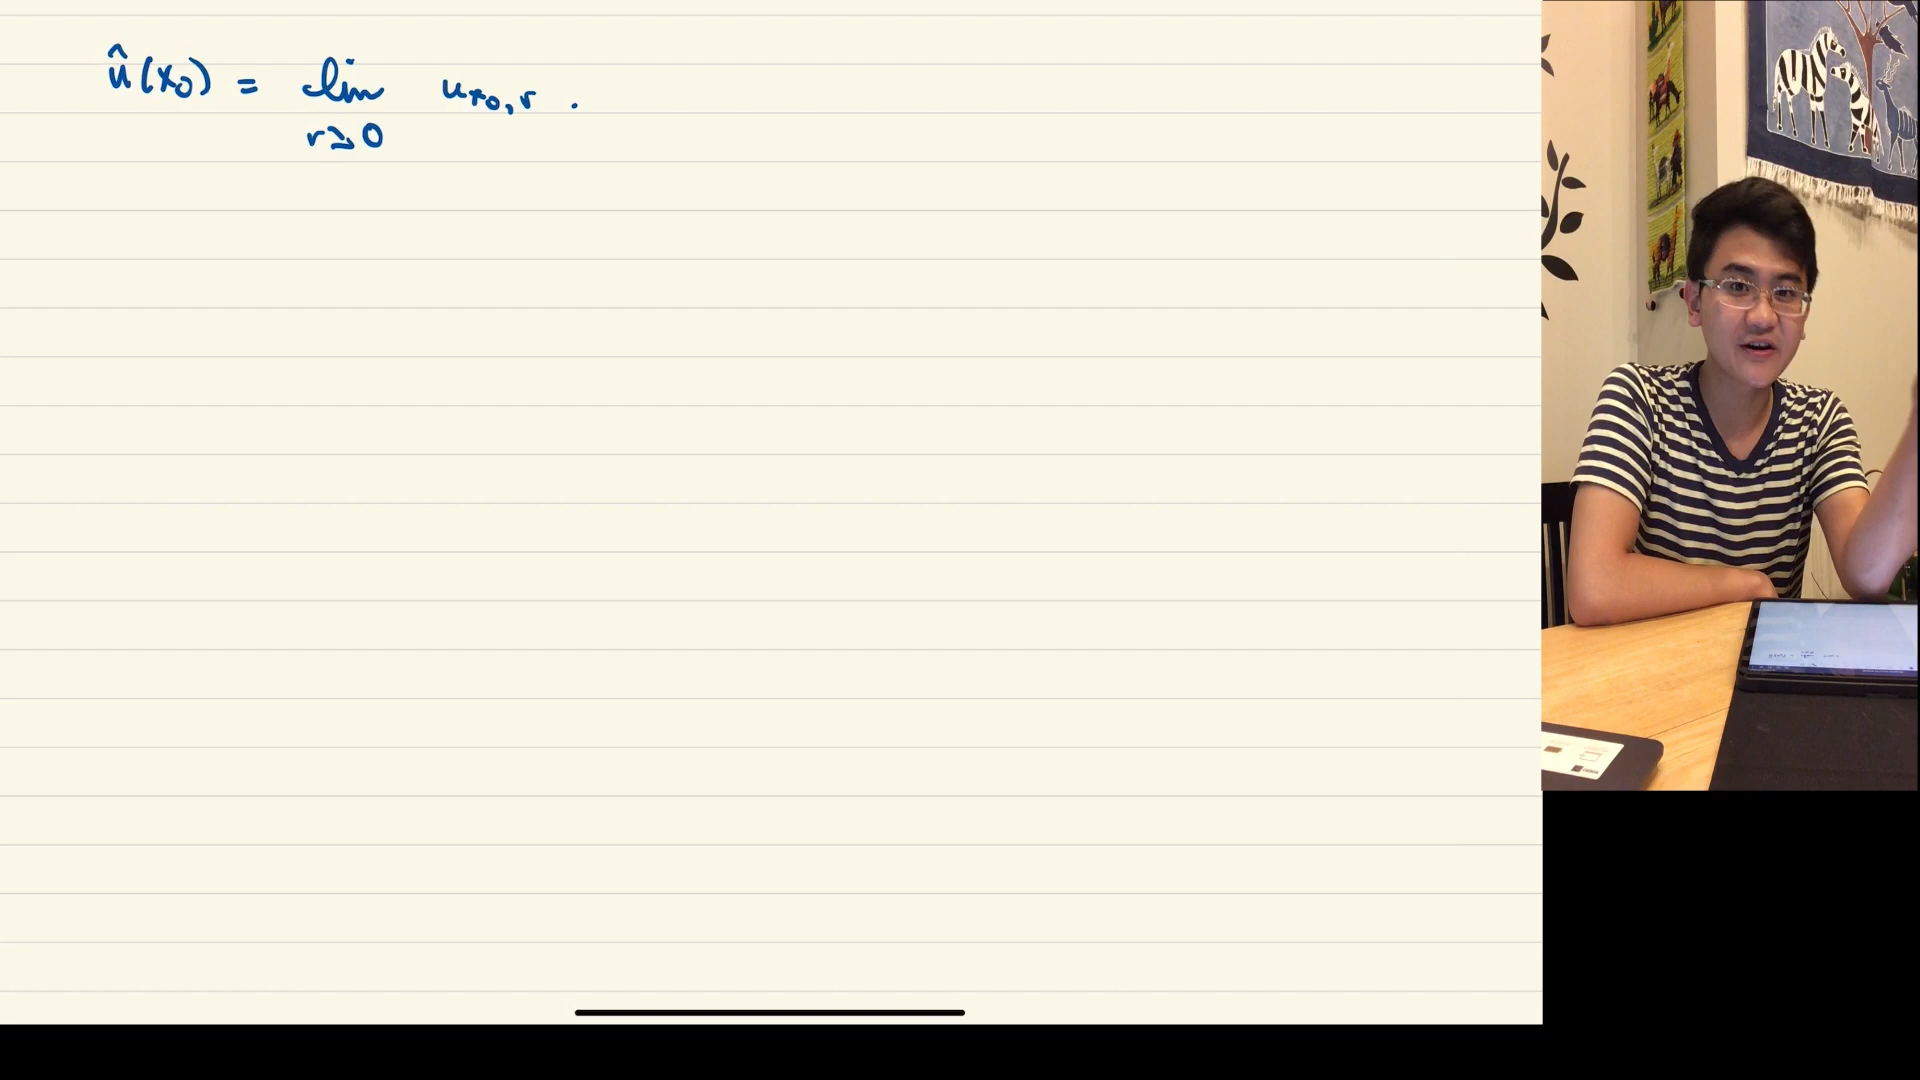 û(x₀) = lim u_{x₀,r} .
r↘0